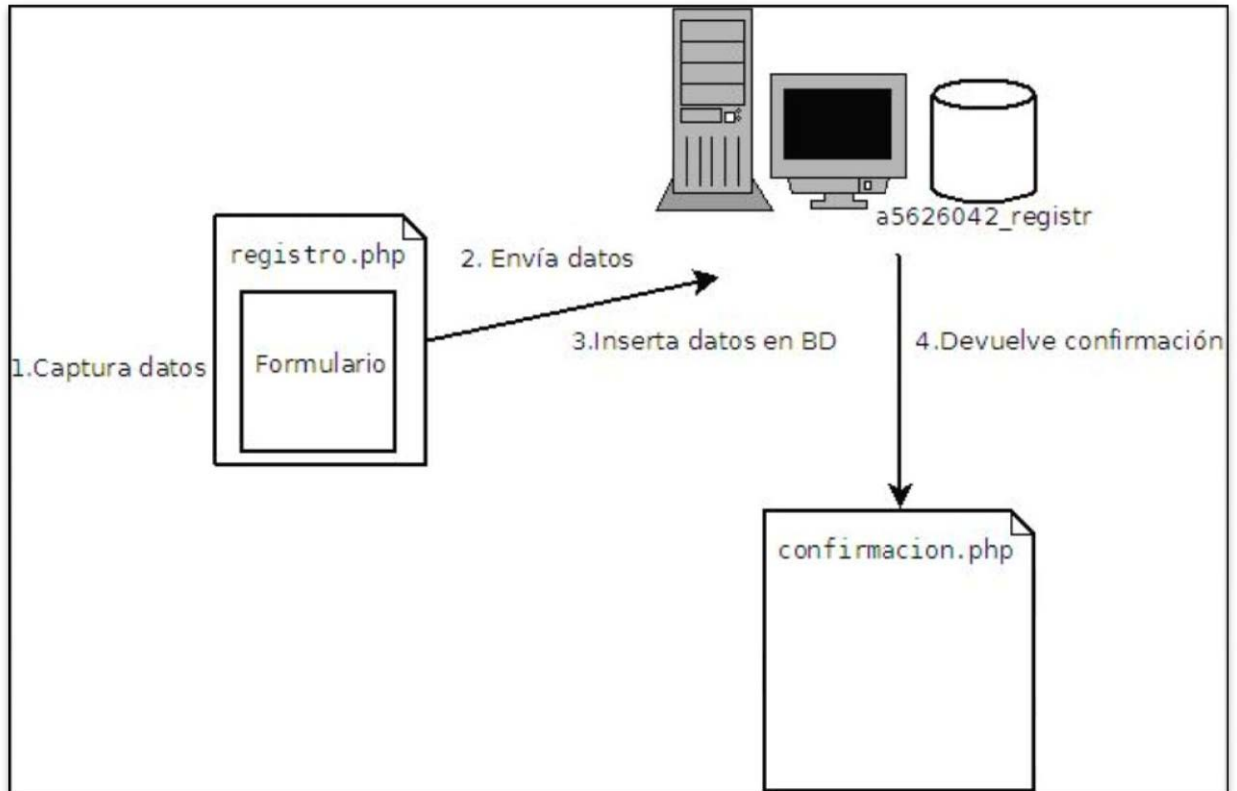 a5626042_registr
registro.php
2. Envía datos
3.Inserta datos en BD
4.Devuelve confirmación
1.Captura datos
Formulario
confirmacion.php